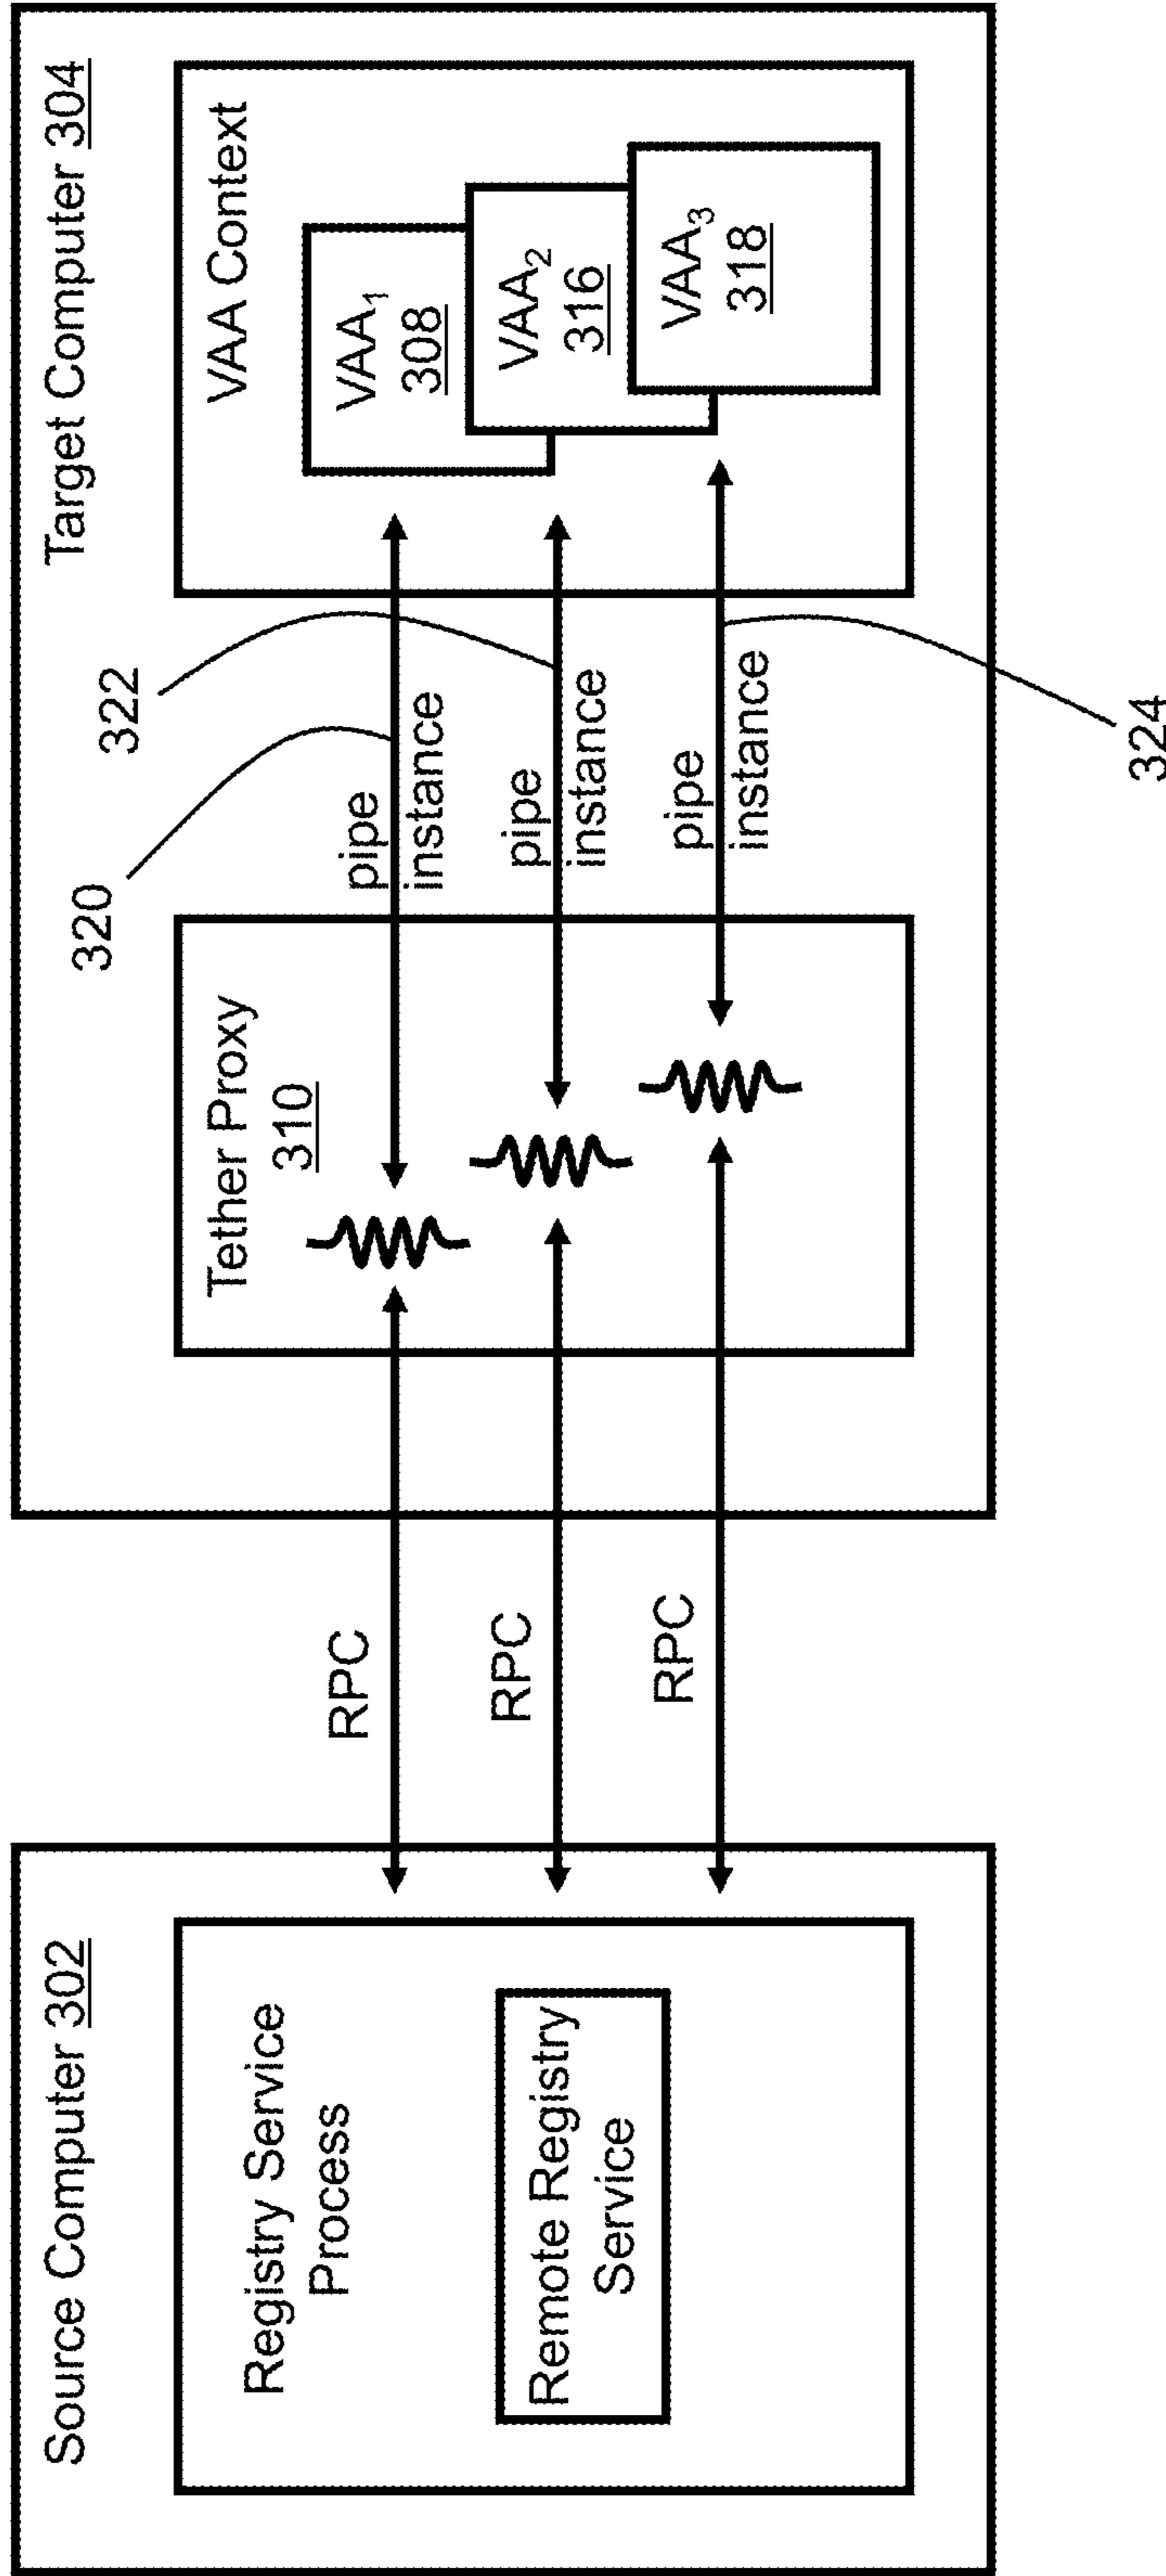 Source Computer 302
Registry Service
Process
Remote Registry
Service
RPC
RPC
RPC
Target Computer 304
Tether Proxy
310
320
322
pipe
instance
pipe
instance
pipe
instance
324
VAA Context
VAA1
308
VAA2
316
VAA3
318